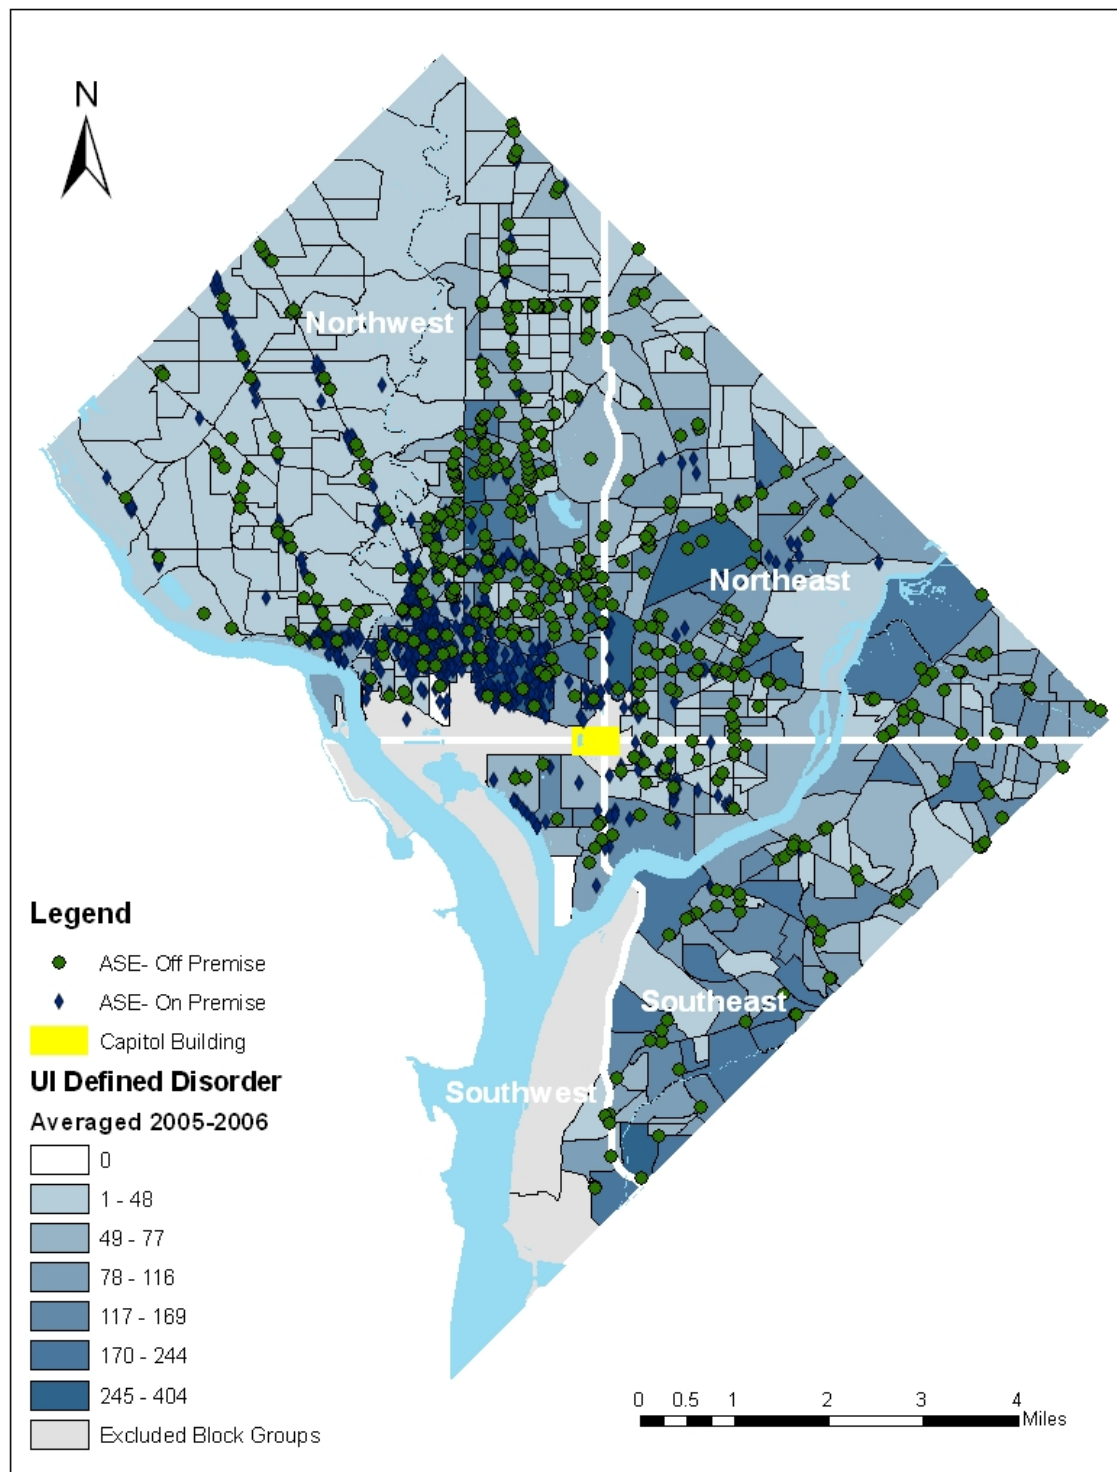 N
Northwest
Northeast
Southeast
Southwest
Legend
ASE- Off Premise
ASE- On Premise
Capitol Building
UI Defined Disorder
Averaged 2005-2006
0
1 - 48
49 - 77
78 - 116
117 - 169
170 - 244
245 - 404
Excluded Block Groups
0 0.5 1 2 3 4
Miles